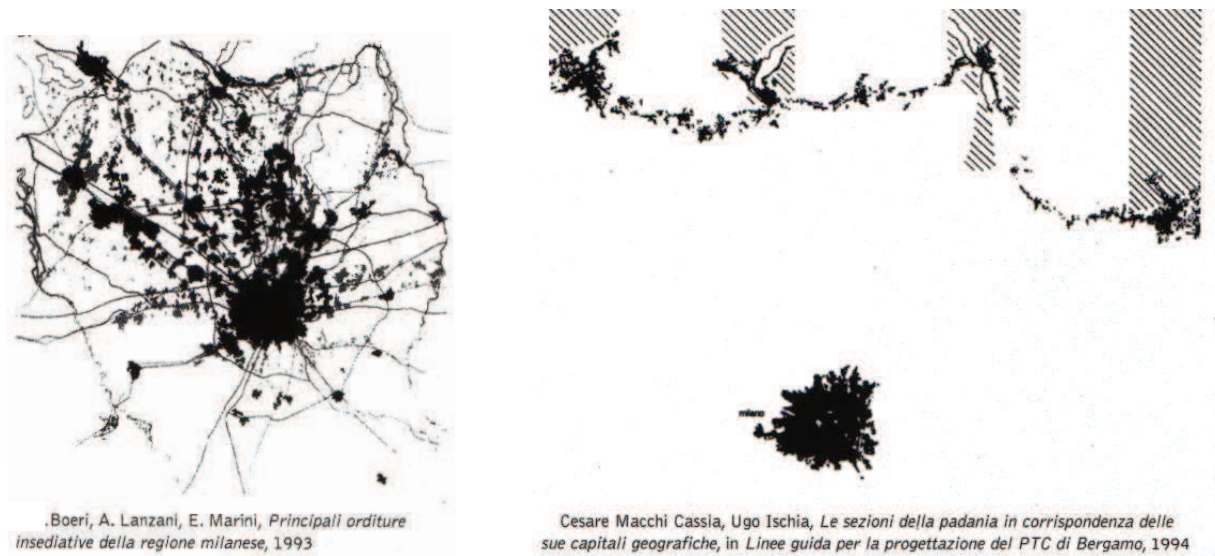 .Boeri, A. Lanzani, E. Marini, Principali orditure
insediative della regione milanese, 1993
milano
Cesare Macchi Cassia, Ugo Ischia, Le sezioni della padania in corrispondenza delle
sue capitali geografiche, in Linee guida per la progettazione del PTC di Bergamo, 1994